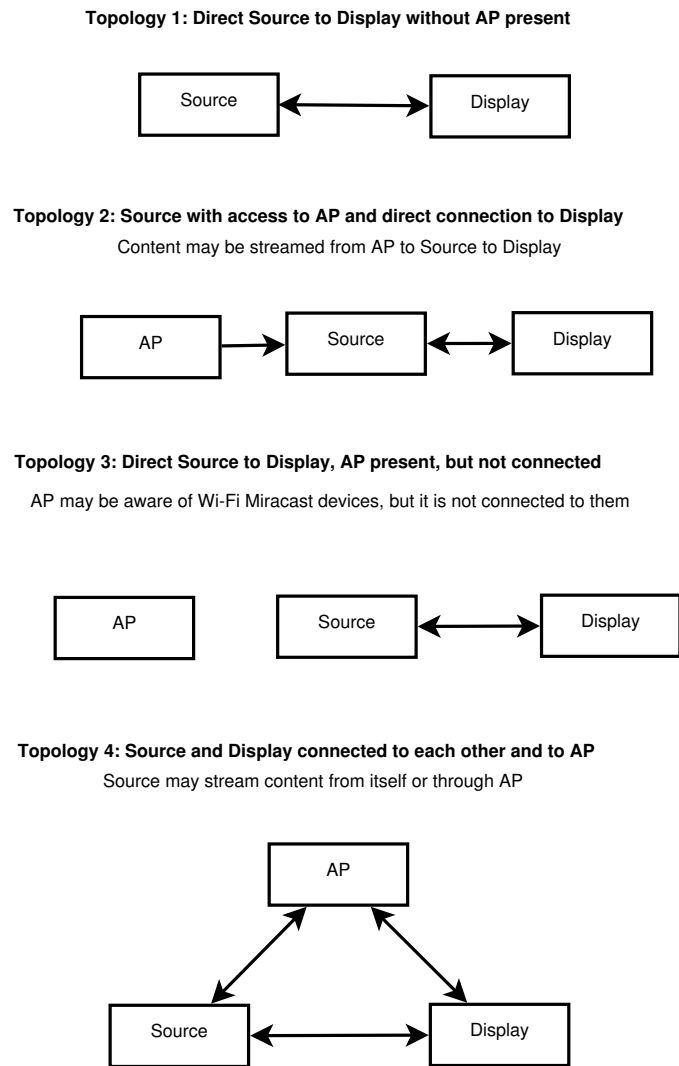 Topology 1: Direct Source to Display without AP present
Source
Display
Topology 2: Source with access to AP and direct connection to Display
Content may be streamed from AP to Source to Display
AP
Source
Display
Topology 3: Direct Source to Display, AP present, but not connected
AP may be aware of Wi-Fi Miracast devices, but it is not connected to them
AP
Source
Display
Topology 4: Source and Display connected to each other and to AP
Source may stream content from itself or through AP
AP
Source
Display